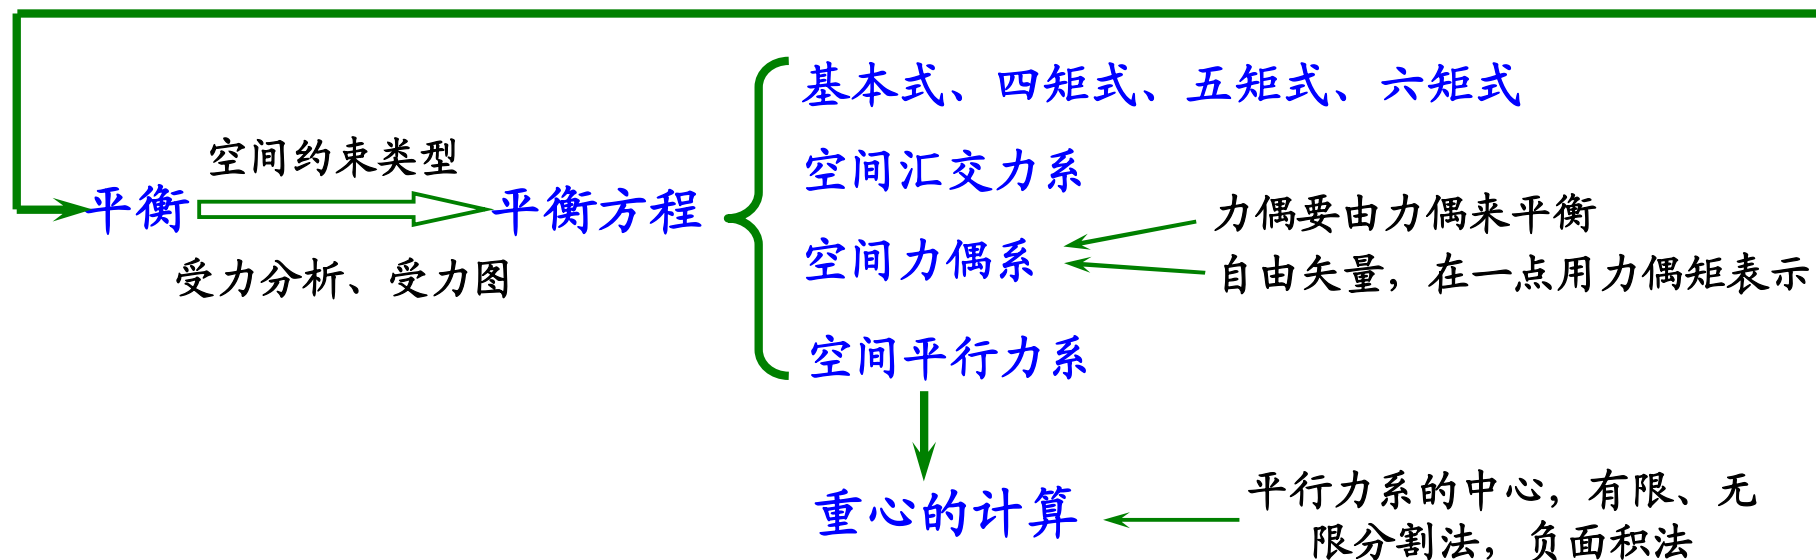 基本式、四矩式、五矩式、六矩式
空间约束类型
空间汇交力系
平衡
平衡方程
力偶要由力偶来平衡
空间力偶系
自由矢量，在一点用力偶矩表示
受力分析、受力图
空间平行力系
重心的计算
平行力系的中心，有限、无
限分割法，负面积法